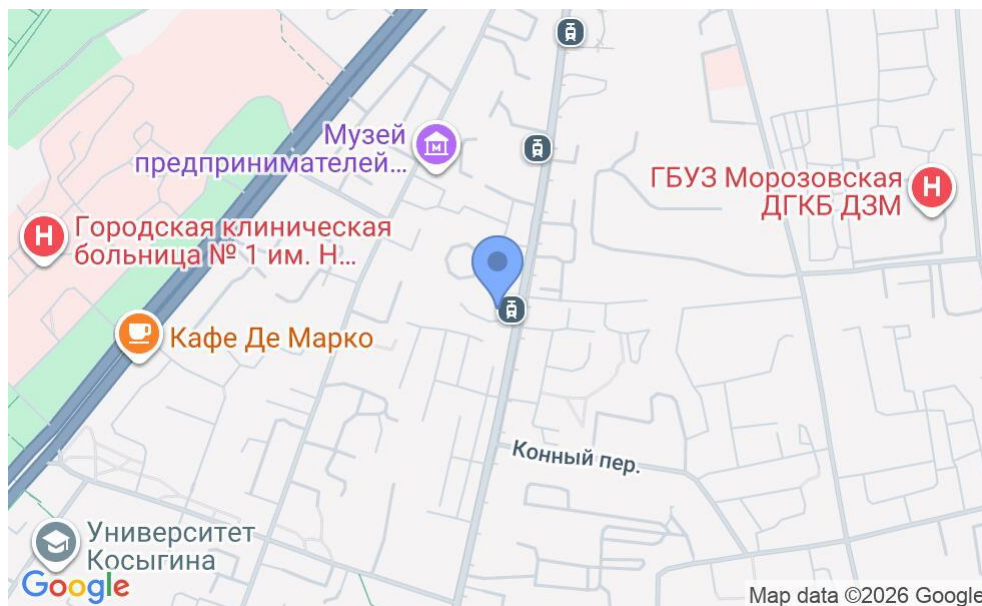 Музей
предпринимателей...
ГБУЗ Морозовская
ДГКБ ДЗМ
H
H
Городская клиническая
больница № 1 им. Н...
Кафе Де Марко
Конный пер.
Университет
Косыгина
Google
Map data ©2026 Google